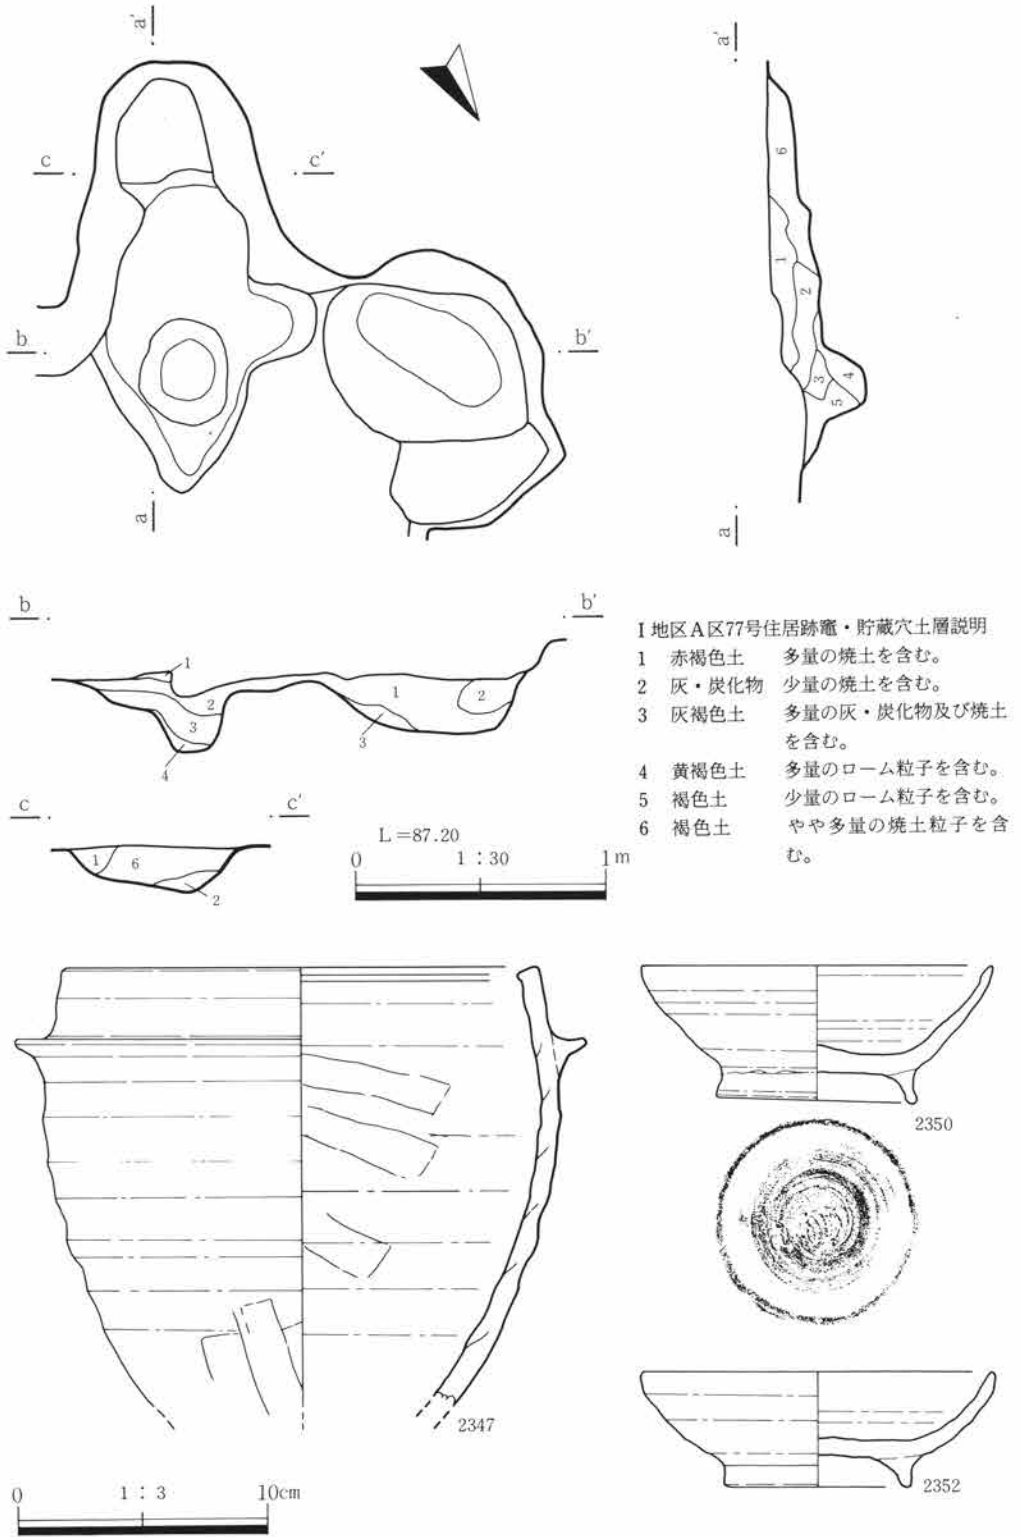 a'
a'
c
c'
6
1
2
b
b'
3
4
5
a
a
b
b'
I地区A区77号住居跡竈・貯蔵穴土層説明
1 赤褐色土 多量の焼土を含む。
2 灰・炭化物 少量の焼土を含む。
3 灰褐色土 多量の灰・炭化物及び焼土
を含む。
4 黄褐色土 多量のローム粒子を含む。
5 褐色土 少量のローム粒子を含む。
6 褐色土 やや多量の焼土粒子を含
む。
1
1
2
2
3
3
4
c
c'
1
6
2
L=87.20
0 1:30 1m
2350
2347
2352
0 1:3 10cm